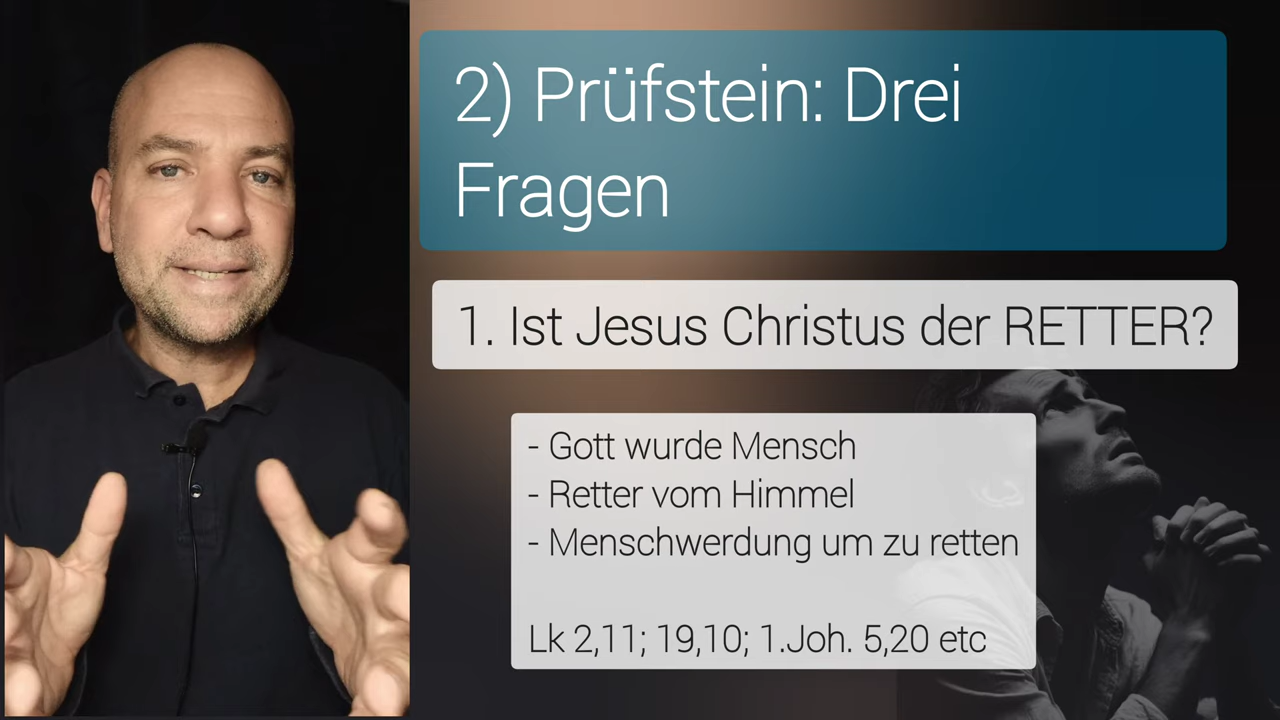 2) Prüfstein: Drei
Fragen
1. Ist Jesus Christus der RETTER?
- Gott wurde Mensch
- Retter vom Himmel
- Menschwerdung um zu retten
Lk 2,11; 19,10; 1.Joh. 5,20 etc